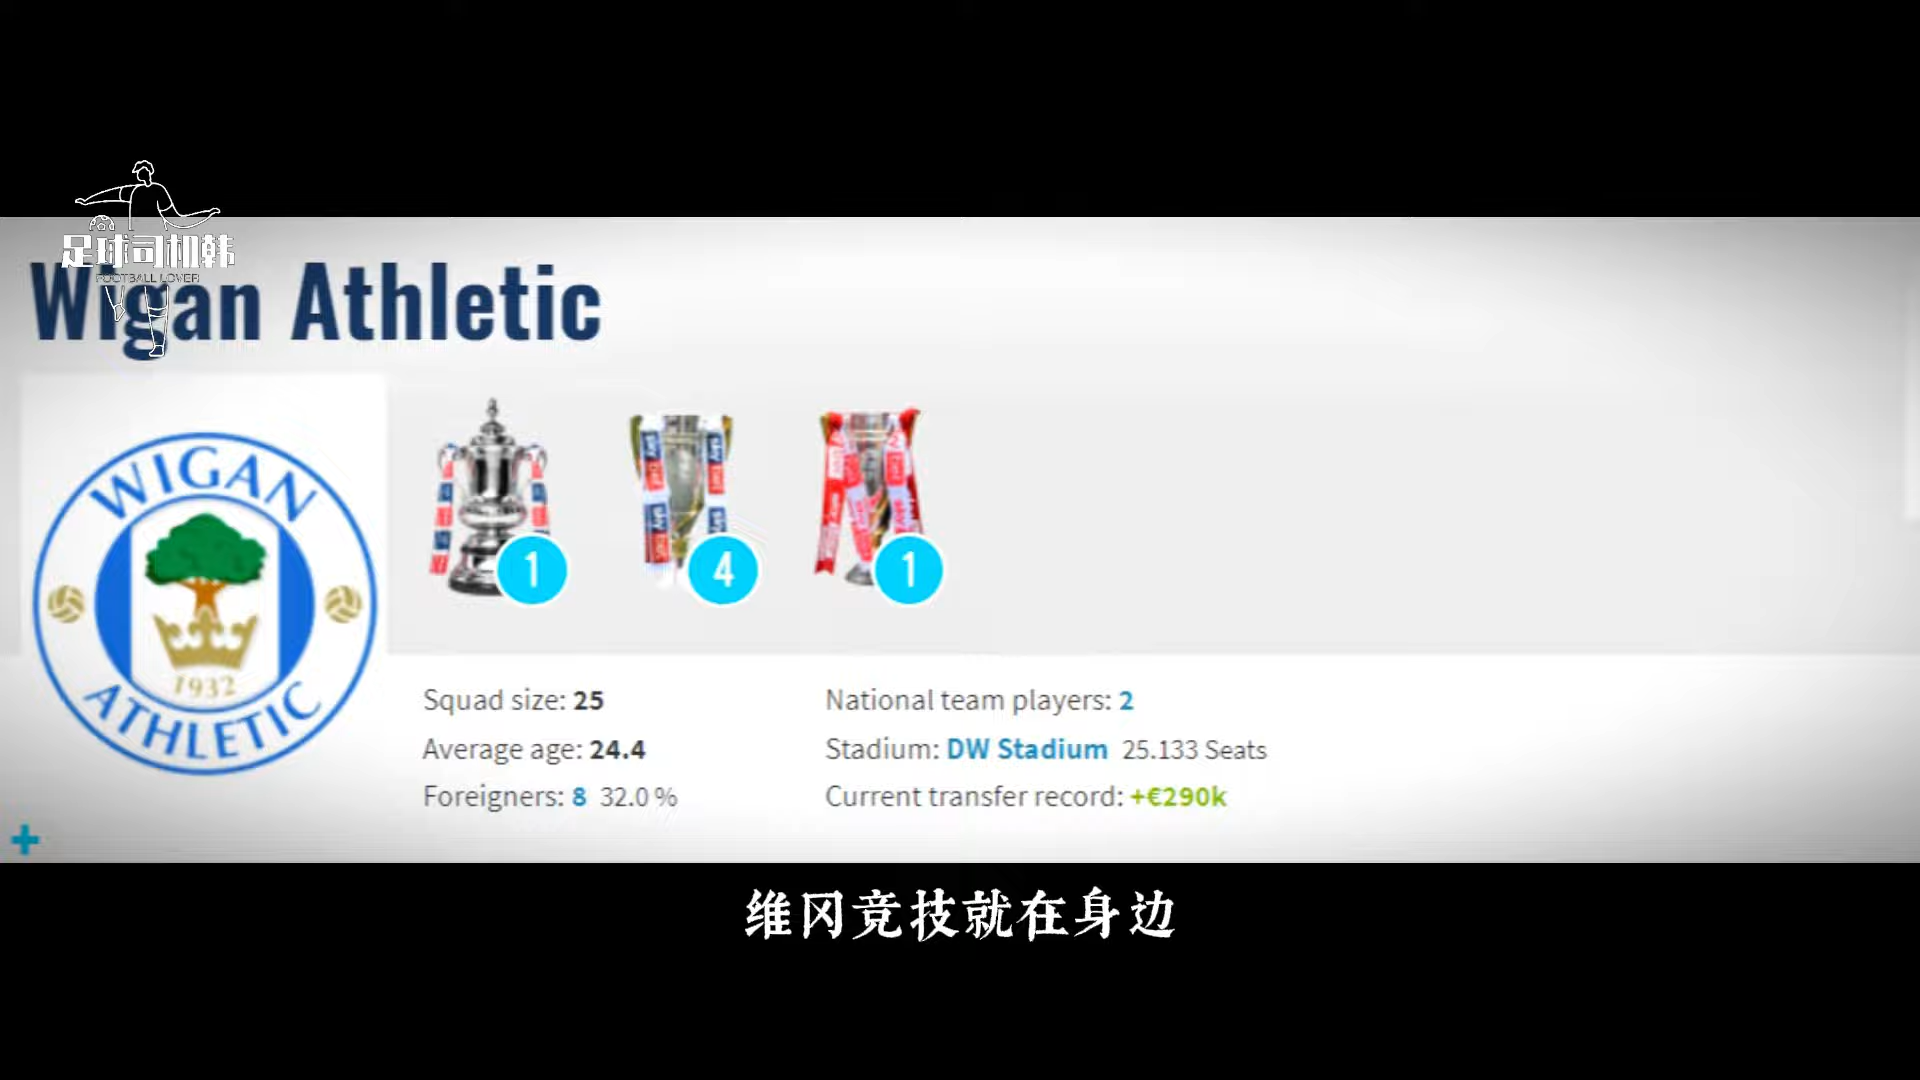 足球司机韩
FOOTBALL LOVER
Wigan Athletic
WIGAN
1932
ATHLETIC
1
4
1
Squad size: 25
National team players: 2
Average age: 24.4
Stadium: DW Stadium 25.133 Seats
Foreigners: 8 32.0 %
Current transfer record: +€290k
维冈竞技就在身边